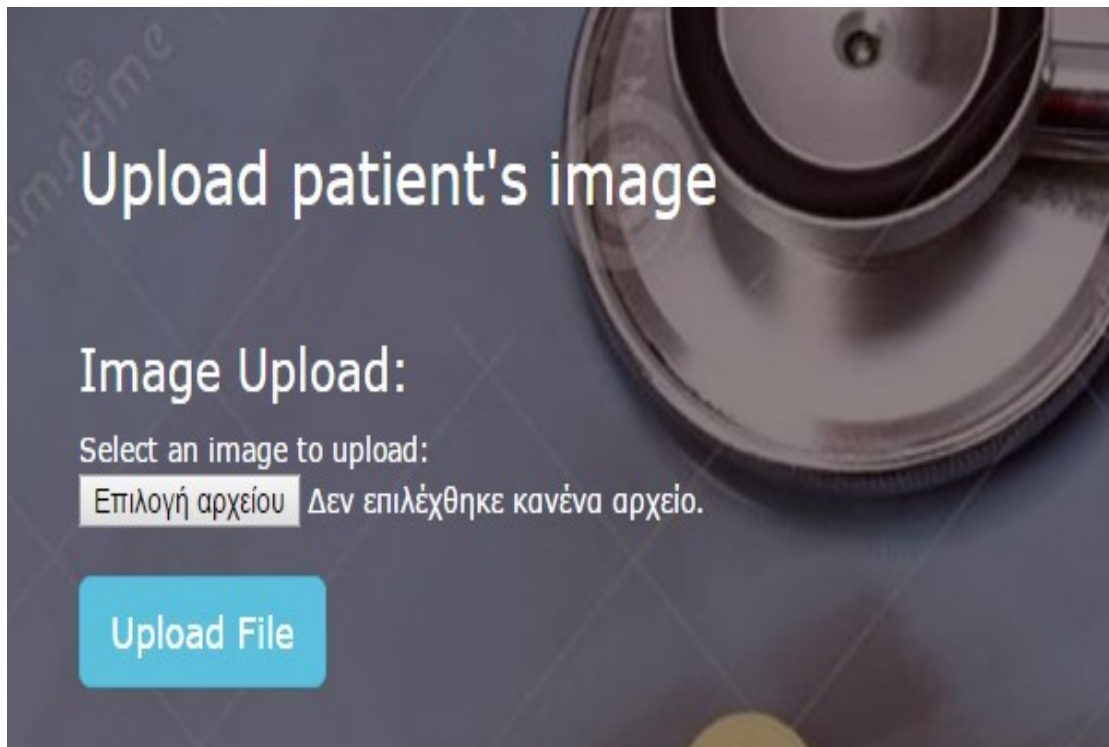 Upload patient's image
Image Upload:
Select an image to upload:
Επιλογή αρχείου Δεν επιλέχθηκε κανένα αρχείο.
Upload File